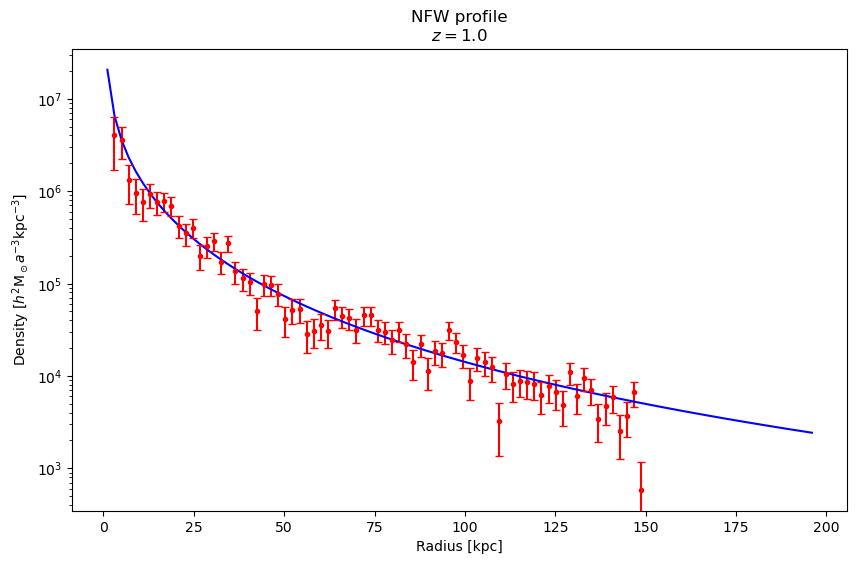 NFW profile
z = 1.0
Density [h²M⊙a⁻³kpc⁻³]
10⁷
10⁶
10⁵
10⁴
10³
0 25 50 75 100 125 150 175 200
Radius [kpc]